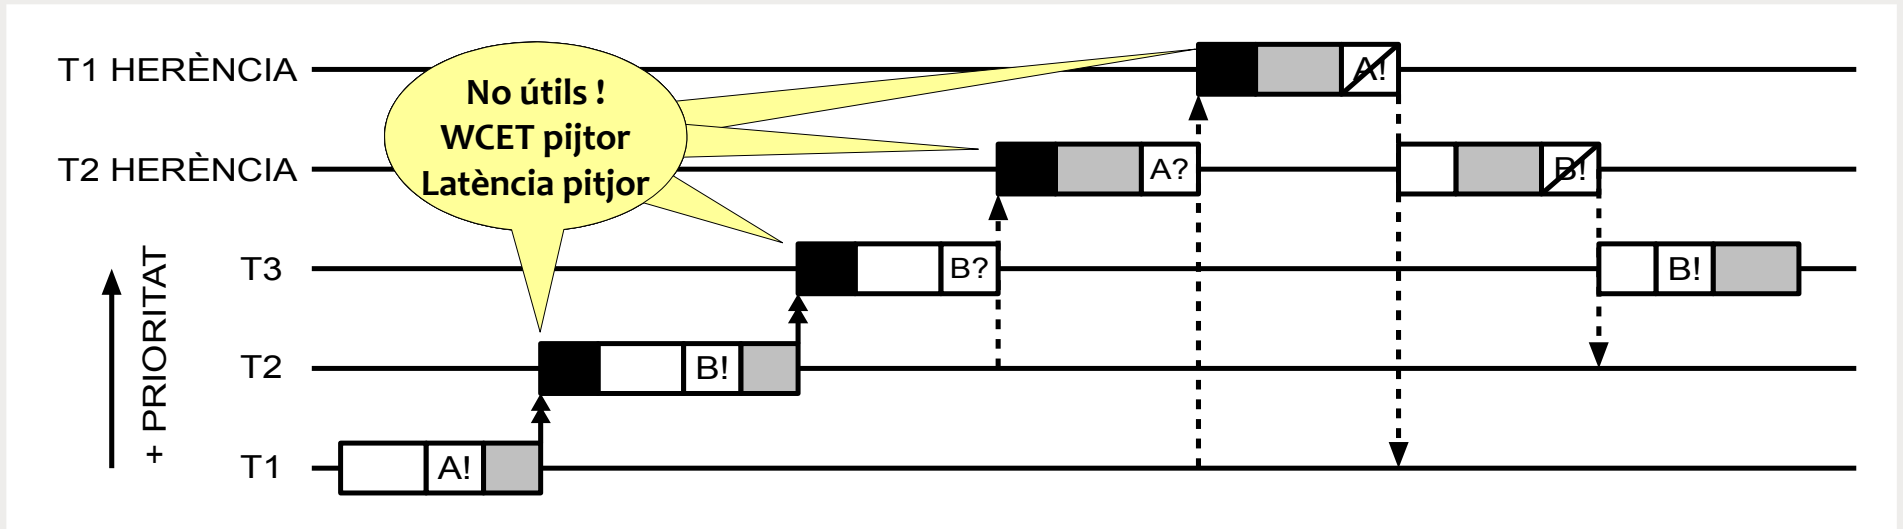 T1 HERÈNCIA
A!
No útils !
WCET pijtor
Latència pitjor
T2 HERÈNCIA
A?
B!
T3
B?
B!
T2
B!
T1
A!
+ PRIORITAT